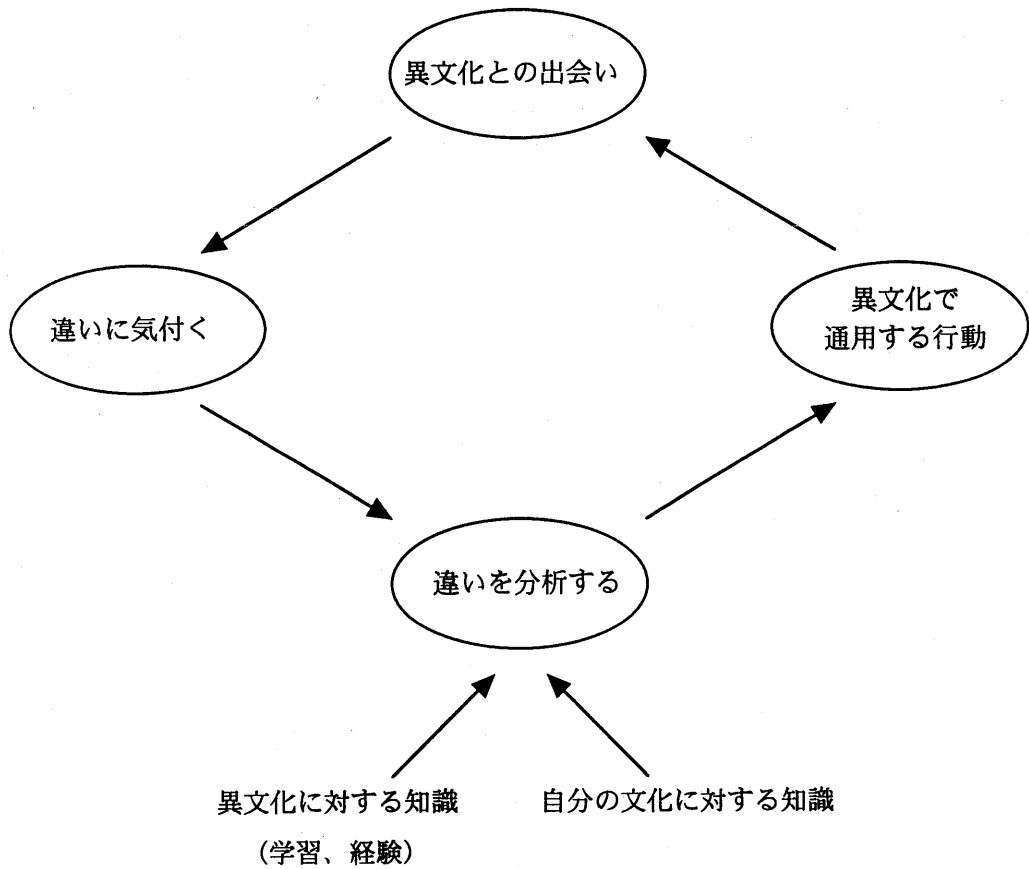 異文化との出会い
違いに気付く
異文化で
通用する行動
違いを分析する
異文化に対する知識
(学習、経験)
自分の文化に対する知識